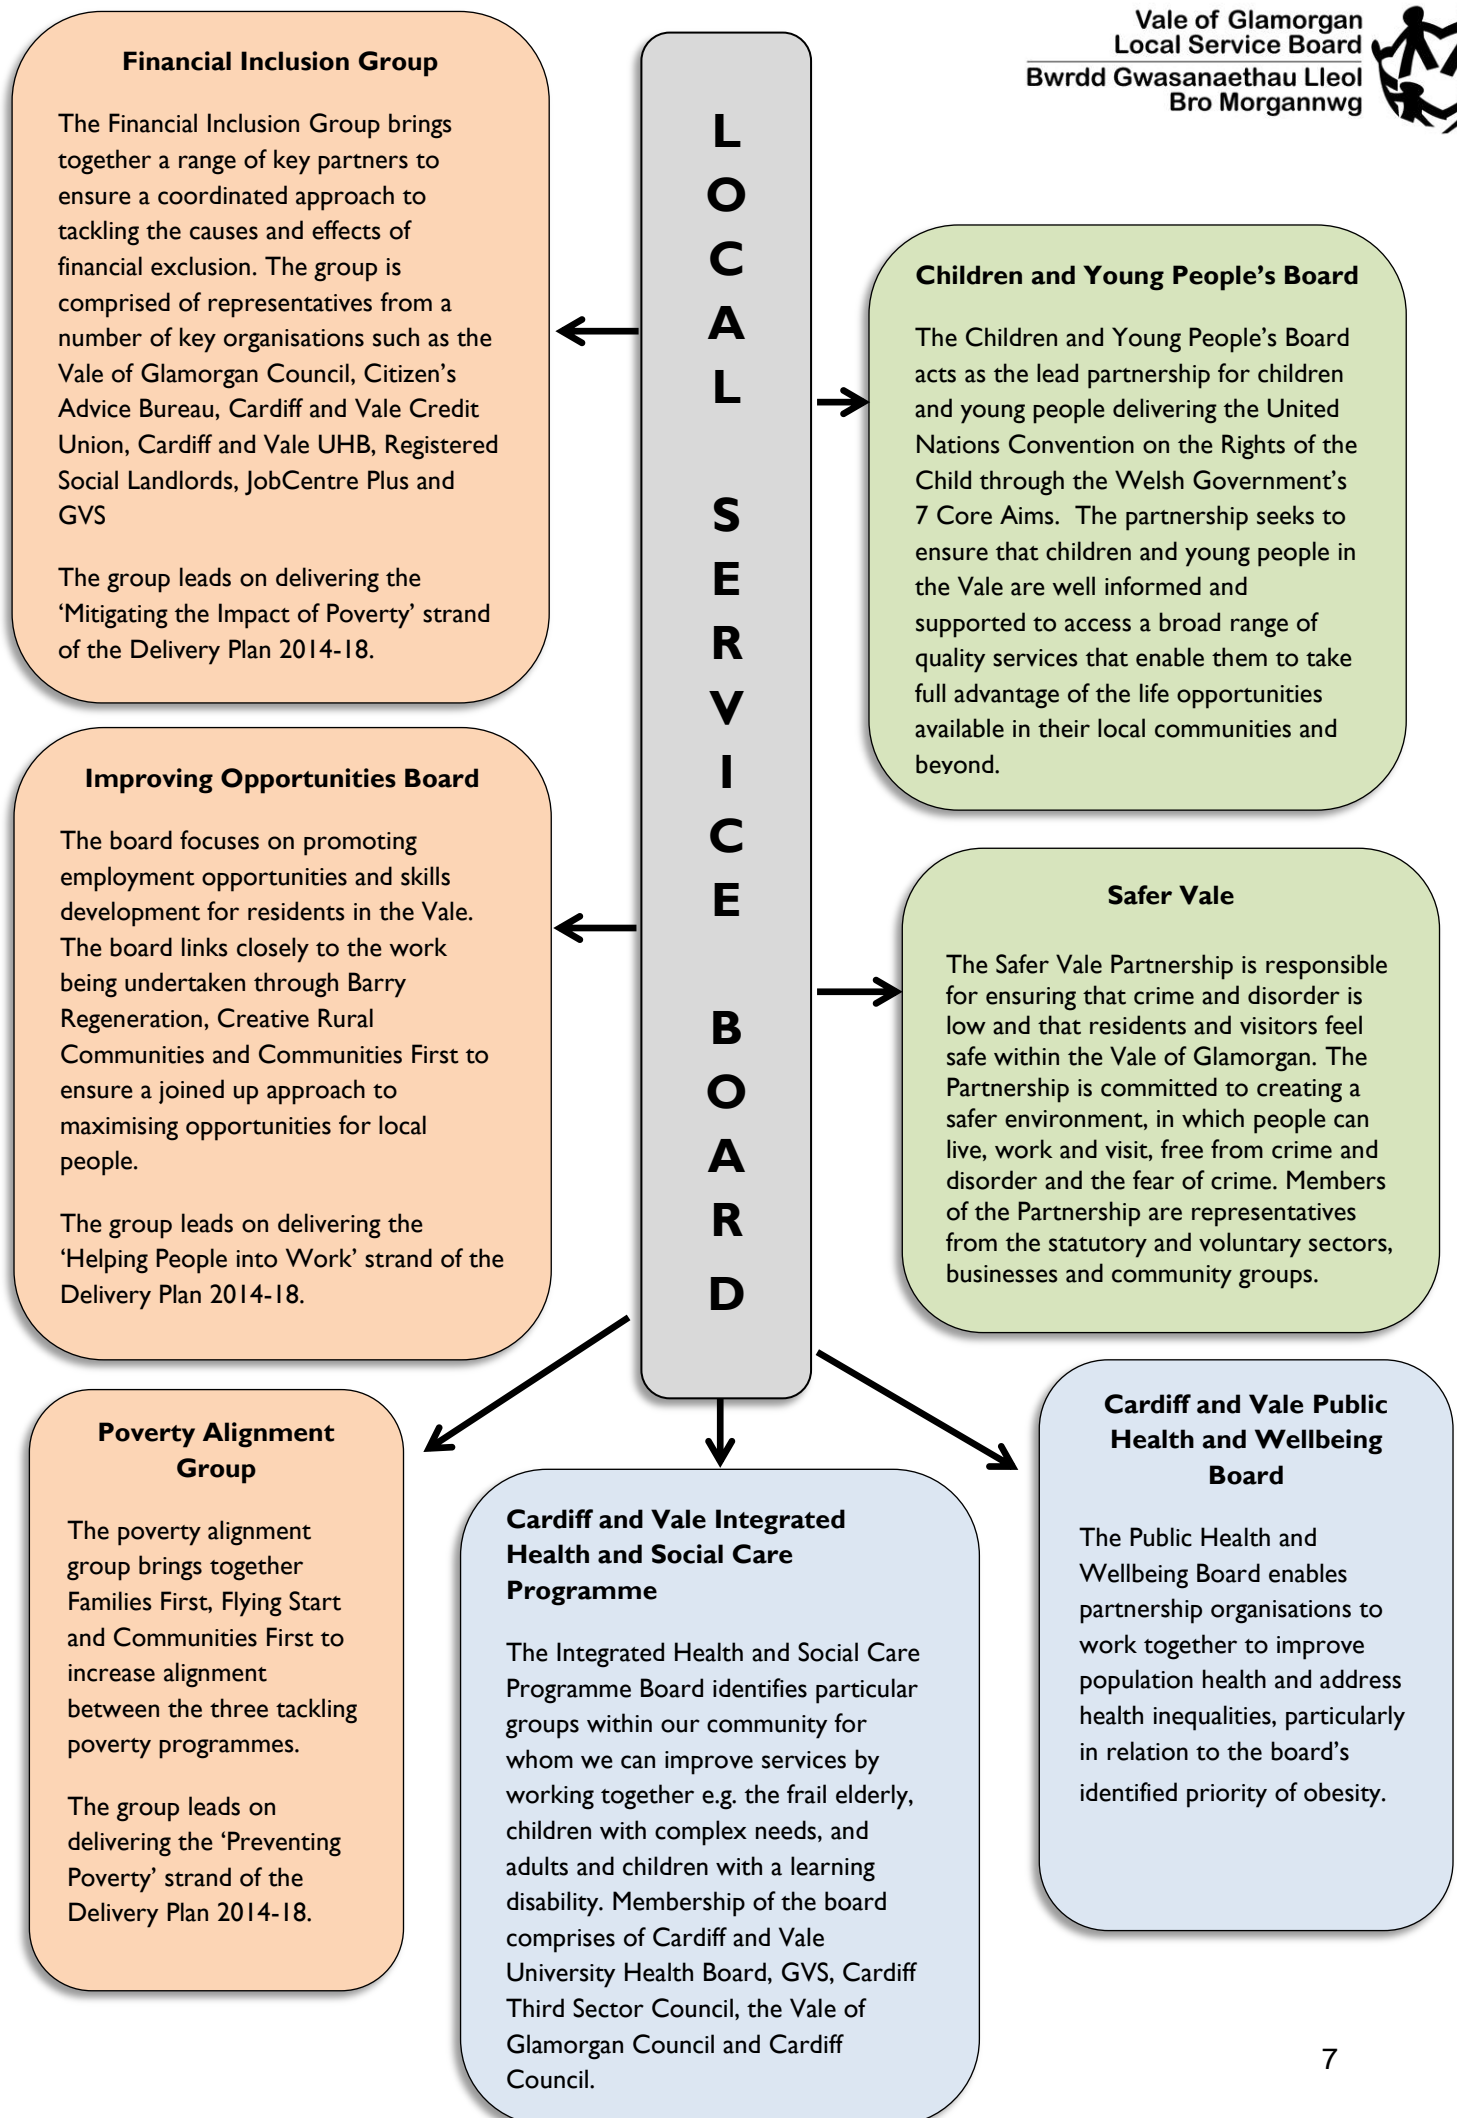 Vale of Glamorgan
Local Service Board
Bwrdd Gwasanaethau Lleol
Bro Morgannwg
Financial Inclusion Group
The Financial Inclusion Group brings
together a range of key partners to
ensure a coordinated approach to
tackling the causes and effects of
financial exclusion. The group is
comprised of representatives from a
number of key organisations such as the
Vale of Glamorgan Council, Citizen’s
Advice Bureau, Cardiff and Vale Credit
Union, Cardiff and Vale UHB, Registered
Social Landlords, JobCentre Plus and
GVS
The group leads on delivering the
‘Mitigating the Impact of Poverty’ strand
of the Delivery Plan 2014-18.
Improving Opportunities Board
The board focuses on promoting
employment opportunities and skills
development for residents in the Vale.
The board links closely to the work
being undertaken through Barry
Regeneration, Creative Rural
Communities and Communities First to
ensure a joined up approach to
maximising opportunities for local
people.
The group leads on delivering the
‘Helping People into Work’ strand of the
Delivery Plan 2014-18.
L
O
C
A
L
S
E
R
V
I
C
E
B
O
A
R
D
Children and Young People’s Board
The Children and Young People’s Board
acts as the lead partnership for children
and young people delivering the United
Nations Convention on the Rights of the
Child through the Welsh Government’s
7 Core Aims.  The partnership seeks to
ensure that children and young people in
the Vale are well informed and
supported to access a broad range of
quality services that enable them to take
full advantage of the life opportunities
available in their local communities and
beyond.
Safer Vale
The Safer Vale Partnership is responsible
for ensuring that crime and disorder is
low and that residents and visitors feel
safe within the Vale of Glamorgan. The
Partnership is committed to creating a
safer environment, in which people can
live, work and visit, free from crime and
disorder and the fear of crime. Members
of the Partnership are representatives
from the statutory and voluntary sectors,
businesses and community groups.
Poverty Alignment
Group
The poverty alignment
group brings together
Families First, Flying Start
and Communities First to
increase alignment
between the three tackling
poverty programmes.
The group leads on
delivering the ‘Preventing
Poverty’ strand of the
Delivery Plan 2014-18.
Cardiff and Vale Integrated
Health and Social Care
Programme
The Integrated Health and Social Care
Programme Board identifies particular
groups within our community for
whom we can improve services by
working together e.g. the frail elderly,
children with complex needs, and
adults and children with a learning
disability. Membership of the board
comprises of Cardiff and Vale
University Health Board, GVS, Cardiff
Third Sector Council, the Vale of
Glamorgan Council and Cardiff
Council.
Cardiff and Vale Public
Health and Wellbeing
Board
The Public Health and
Wellbeing Board enables
partnership organisations to
work together to improve
population health and address
health inequalities, particularly
in relation to the board’s
identified priority of obesity.
7